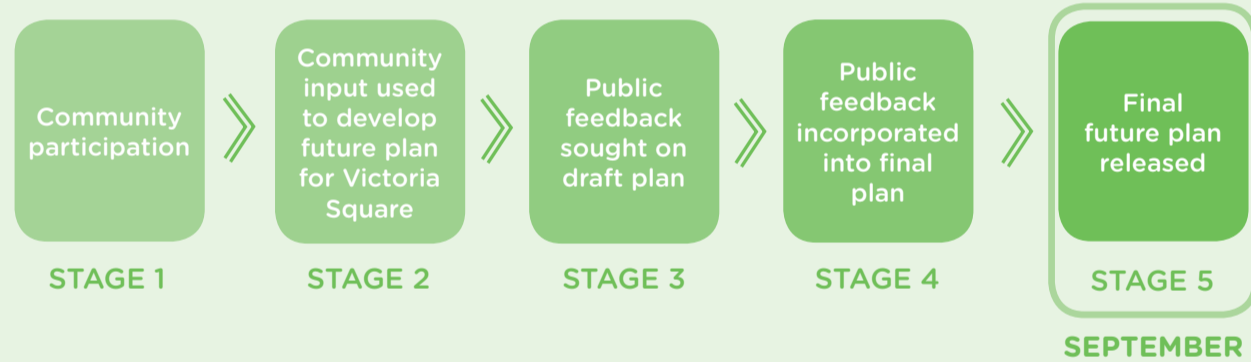 Community
participation
Community
input used
to develop
future plan
for Victoria
Square
Public
feedback
sought on
draft plan
Public
feedback
incorporated
into final
plan
Final
future plan
released
STAGE 1
STAGE 2
STAGE 3
STAGE 4
STAGE 5
SEPTEMBER